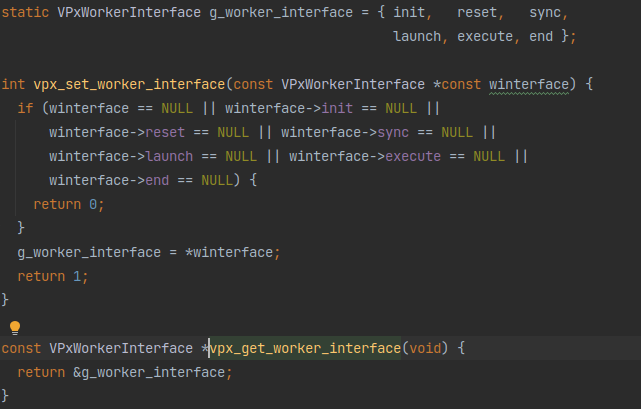 static VPxWorkerInterface g_worker_interface = { init,   reset,   sync,
                                                 launch, execute, end };

int vpx_set_worker_interface(const VPxWorkerInterface *const winterface) {
  if (winterface == NULL || winterface->init == NULL ||
      winterface->reset == NULL || winterface->sync == NULL ||
      winterface->launch == NULL || winterface->execute == NULL ||
      winterface->end == NULL) {
    return 0;
  }
  g_worker_interface = *winterface;
  return 1;
}

const VPxWorkerInterface *vpx_get_worker_interface(void) {
  return &g_worker_interface;
}